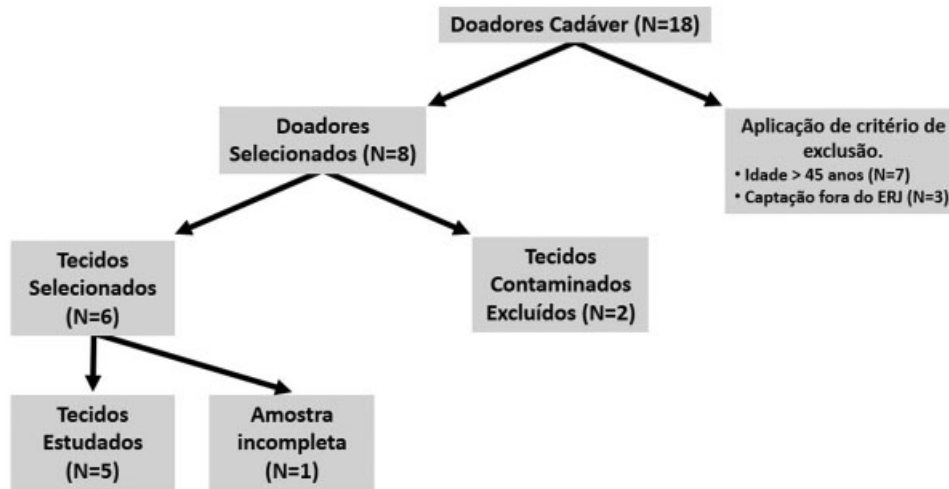 Doadores Cadáver (N=18)
Doadores
Selecionados (N=8)
Aplicação de critério de
exclusão.
• Idade > 45 anos (N=7)
• Captação fora do ERJ (N=3)
Tecidos
Selecionados
(N=6)
Tecidos
Contaminados
Excluídos (N=2)
Tecidos
Estudados
(N=5)
Amostra
incompleta
(N=1)